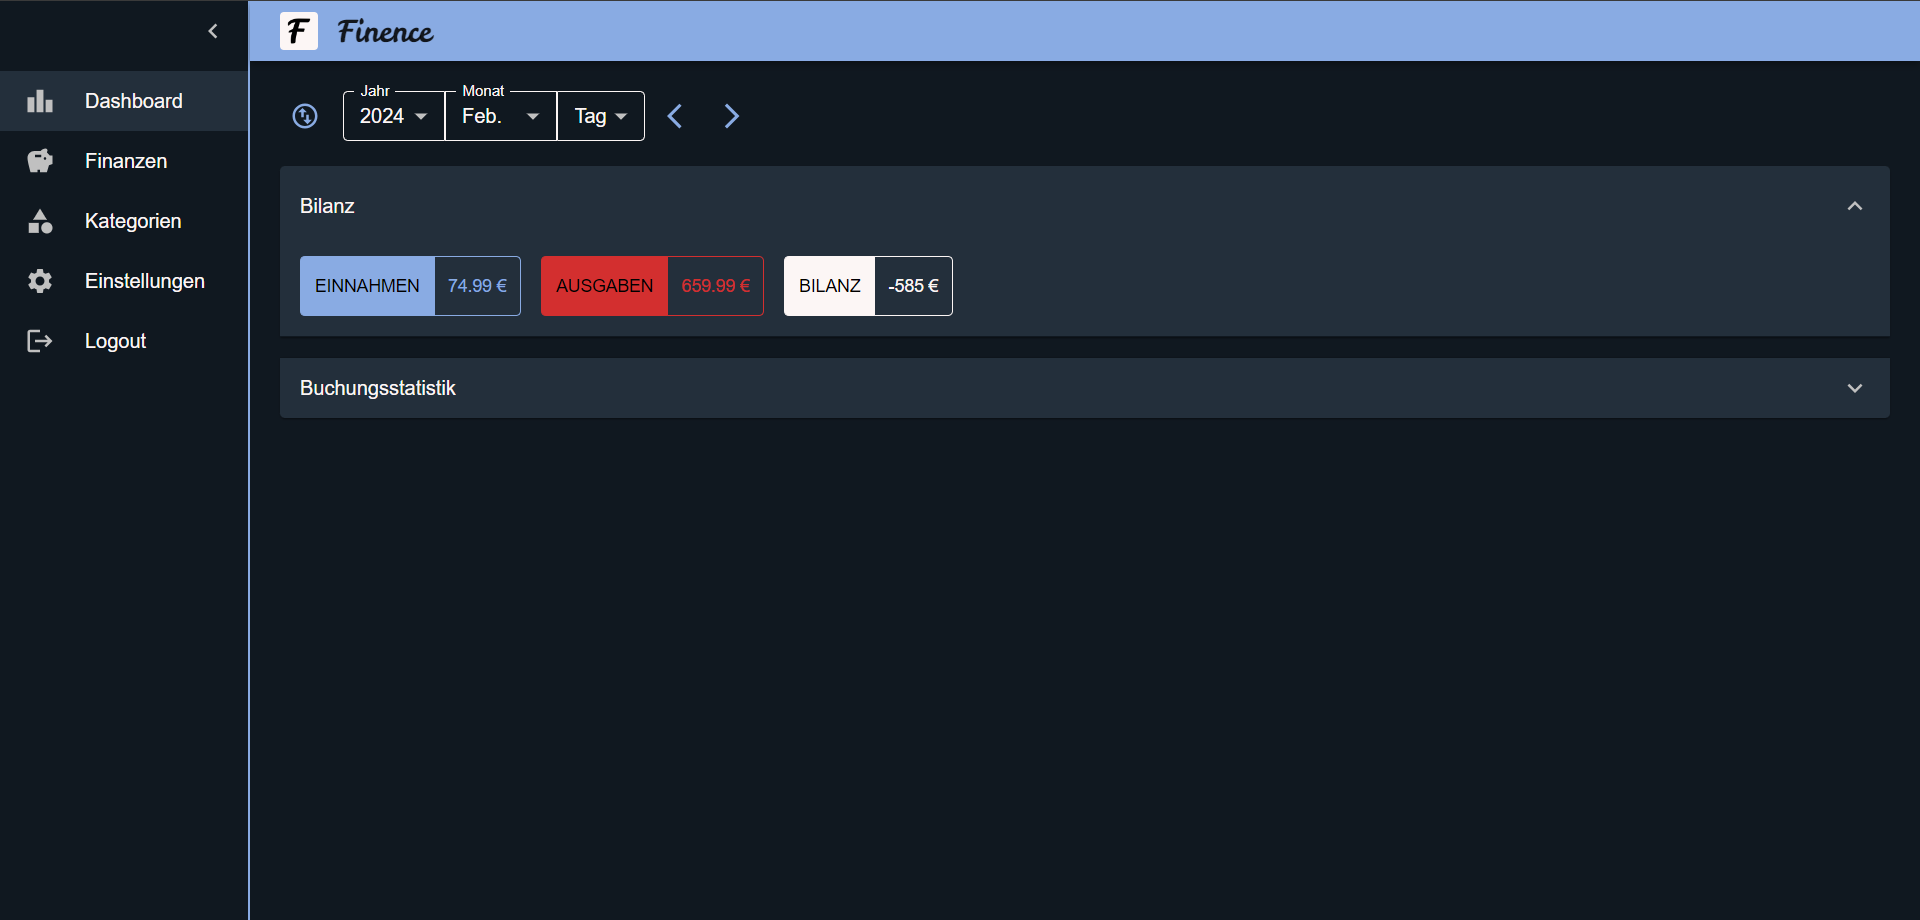 F Finence
Dashboard
Finanzen
Kategorien
Einstellungen
Logout
Jahr Monat
2024 Feb. Tag
Bilanz
EINNAHMEN 74.99 € AUSGABEN 659.99 € BILANZ -585 €
Buchungsstatistik